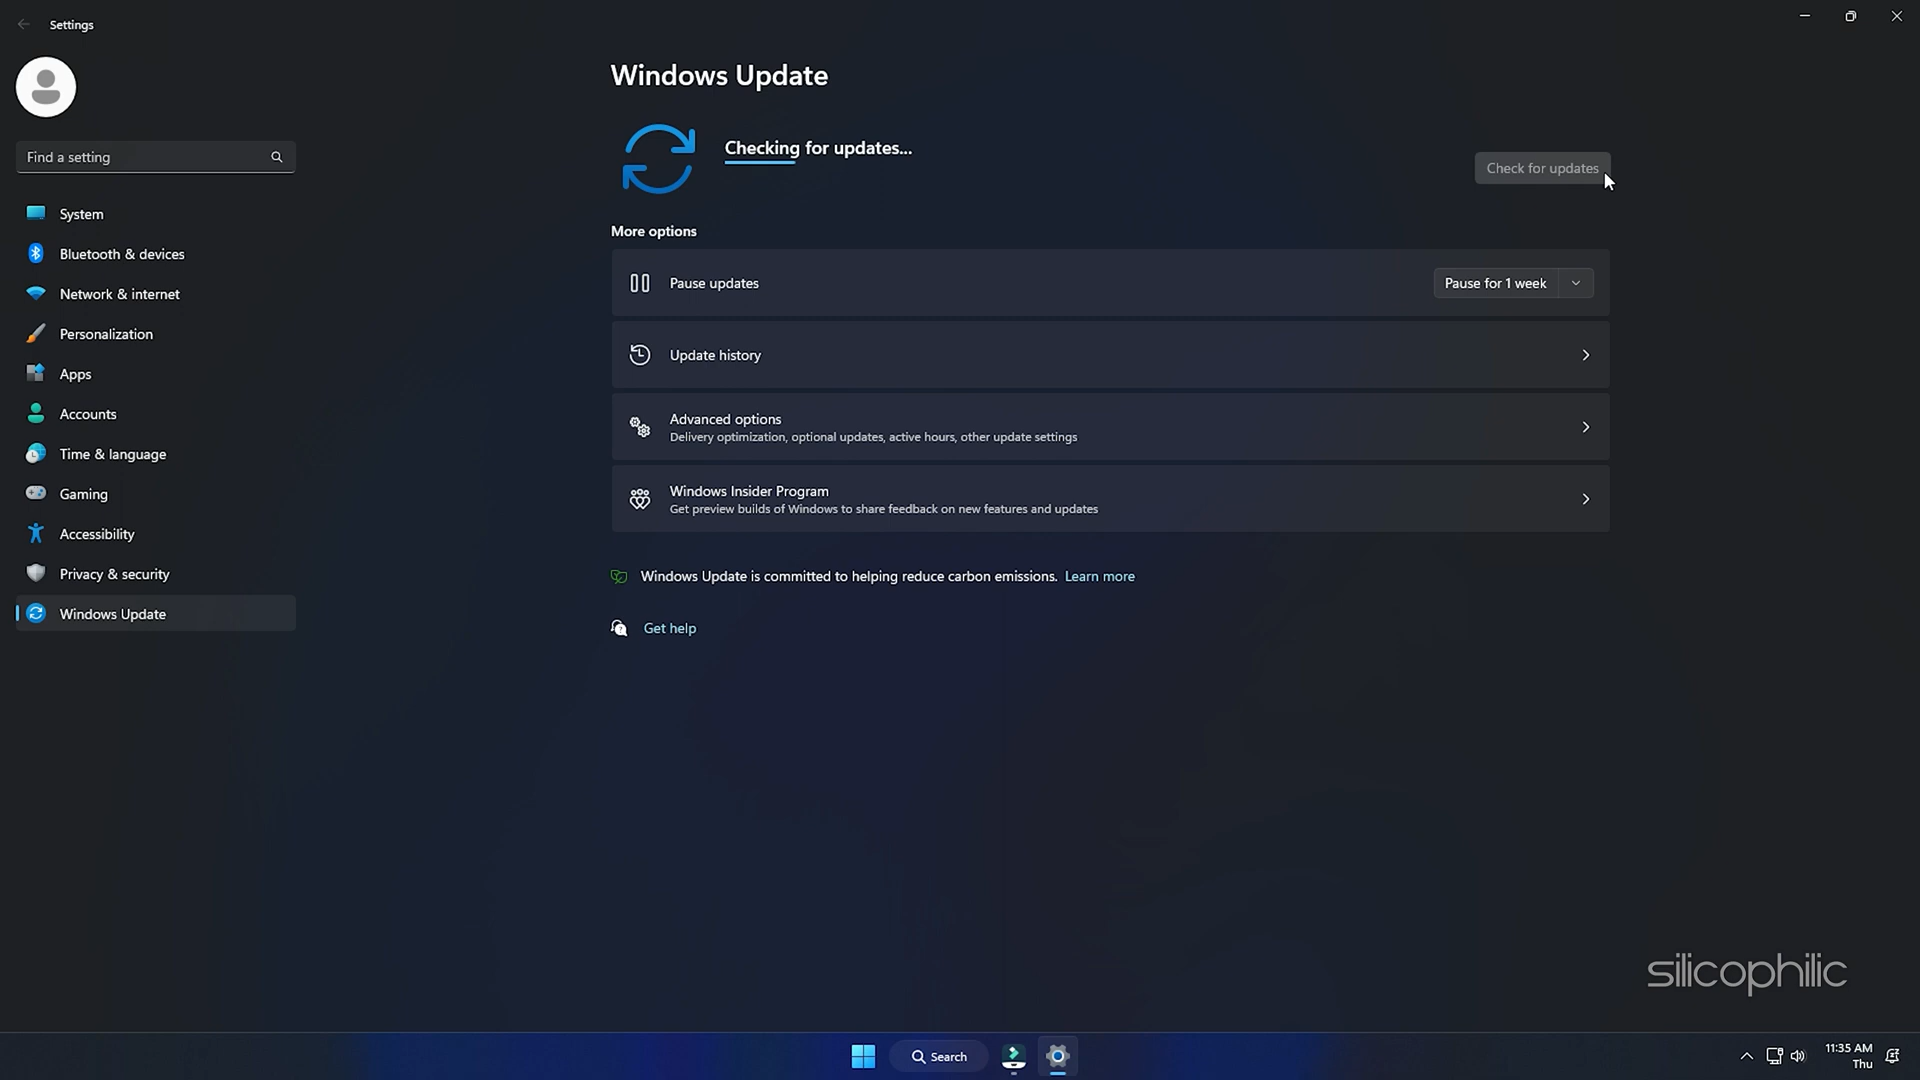 Settings
Find a setting
System
Bluetooth & devices
Network & internet
Personalization
Apps
Accounts
Time & language
Gaming
Accessibility
Privacy & security
Windows Update
Windows Update
Checking for updates...
Check for updates
More options
Pause updates
Pause for 1 week
Update history
Advanced options
Delivery optimization, optional updates, active hours, other update settings
Windows Insider Program
Get preview builds of Windows to share feedback on new features and updates
Windows Update is committed to helping reduce carbon emissions. Learn more
Get help
silicophilic
Search
11:35 AM
Thu